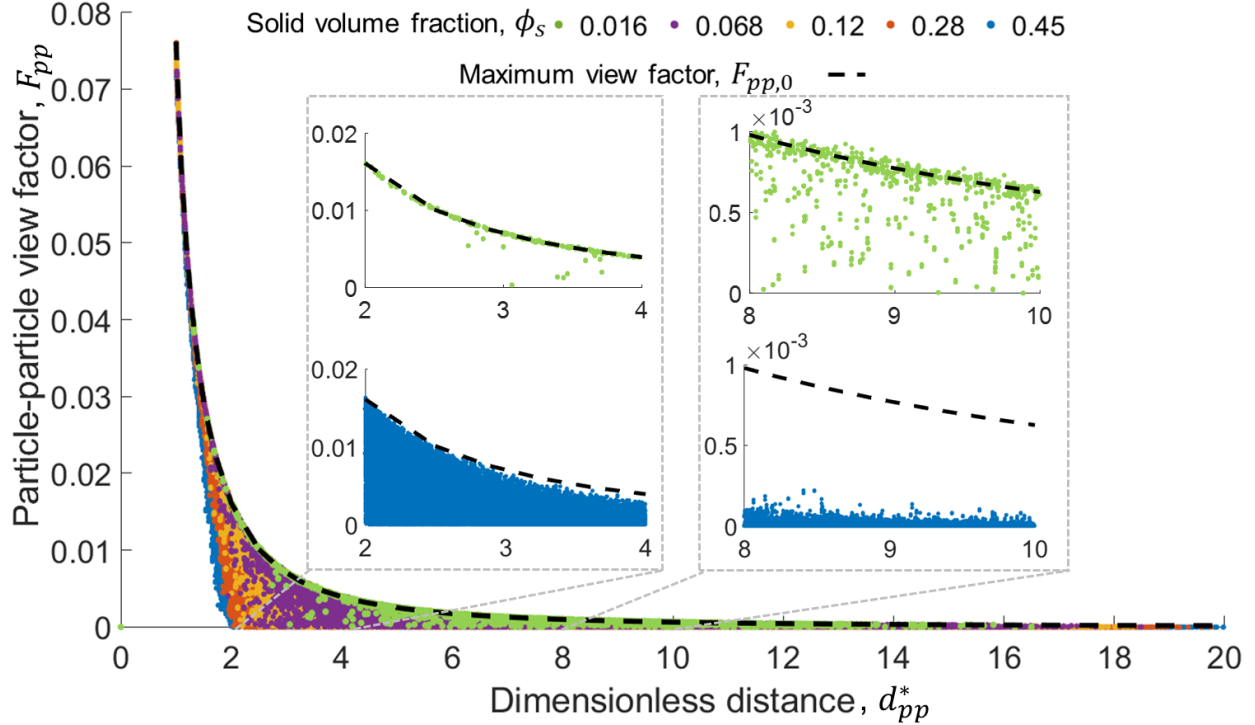 Solid volume fraction, ϕₛ 0.016 0.068 0.12 0.28 0.45
Maximum view factor, F_{pp,0}
Particle-particle view factor, F_{pp}
0.08
0.07
0.06
0.05
0.04
0.03
0.02
0.01
0
0.02
0.01
0
2 3 4
1 ×10⁻³
0.5
0
8 9 10
0.02
0.01
0
2 3 4
1 ×10⁻³
0.5
0
8 9 10
0 2 4 6 8 10 12 14 16 18 20
Dimensionless distance, d*_{pp}